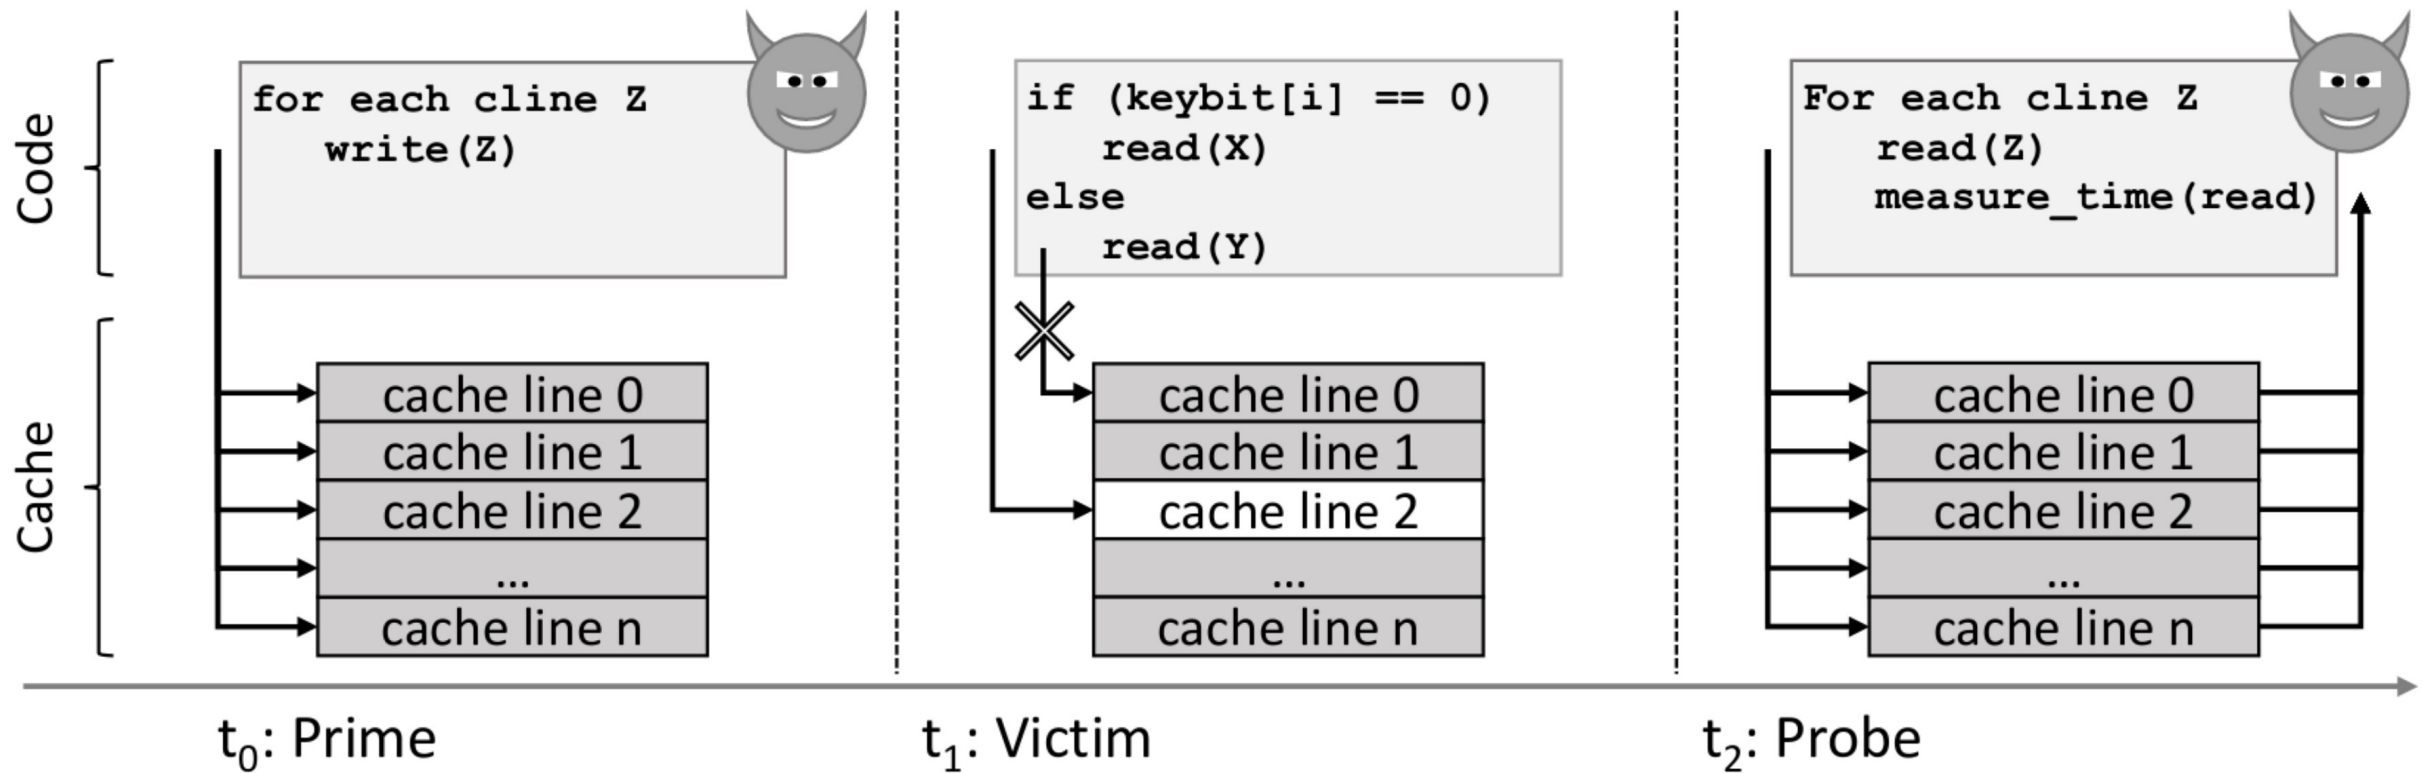 Code
for each cline Z
write(Z)
if (keybit[i] == 0)
read(X)
else
read(Y)
For each cline Z
read(Z)
measure_time(read)
Cache
cache line 0
cache line 1
cache line 2
...
cache line n
cache line 0
cache line 1
cache line 2
...
cache line n
cache line 0
cache line 1
cache line 2
...
cache line n
t0: Prime
t1: Victim
t2: Probe